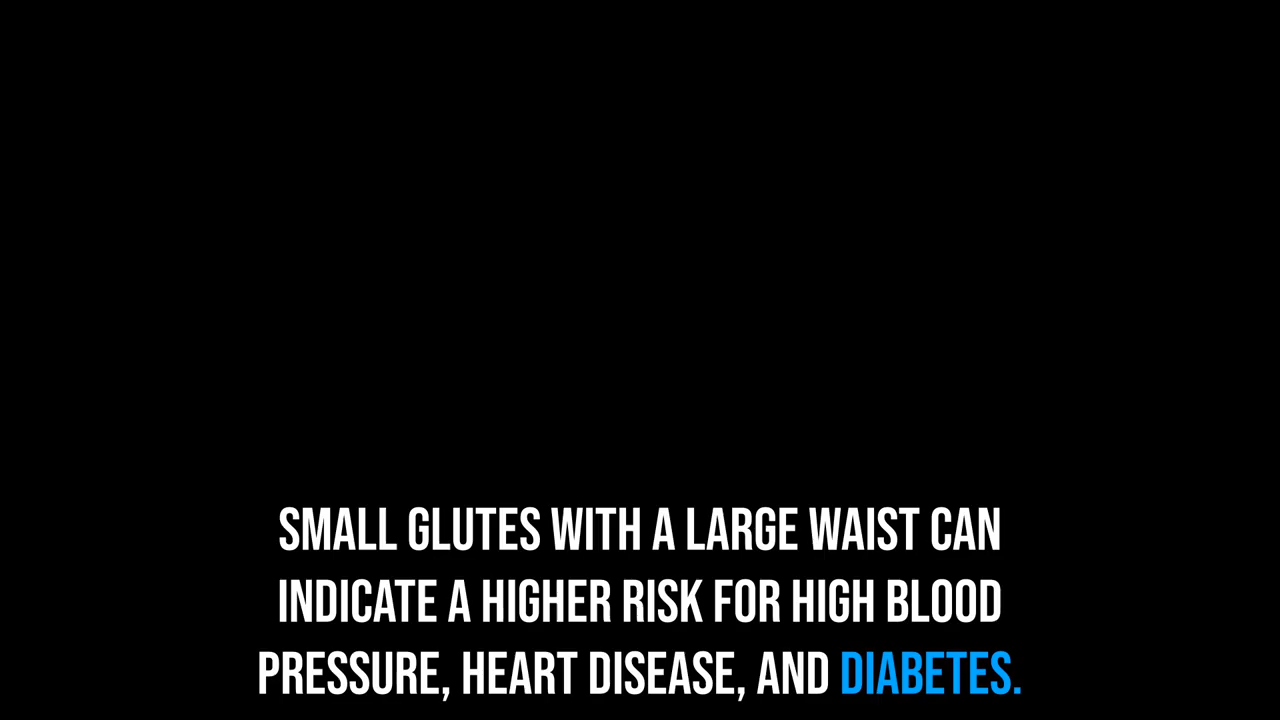 SMALL GLUTES WITH A LARGE WAIST CAN
INDICATE A HIGHER RISK FOR HIGH BLOOD
PRESSURE, HEART DISEASE, AND DIABETES.